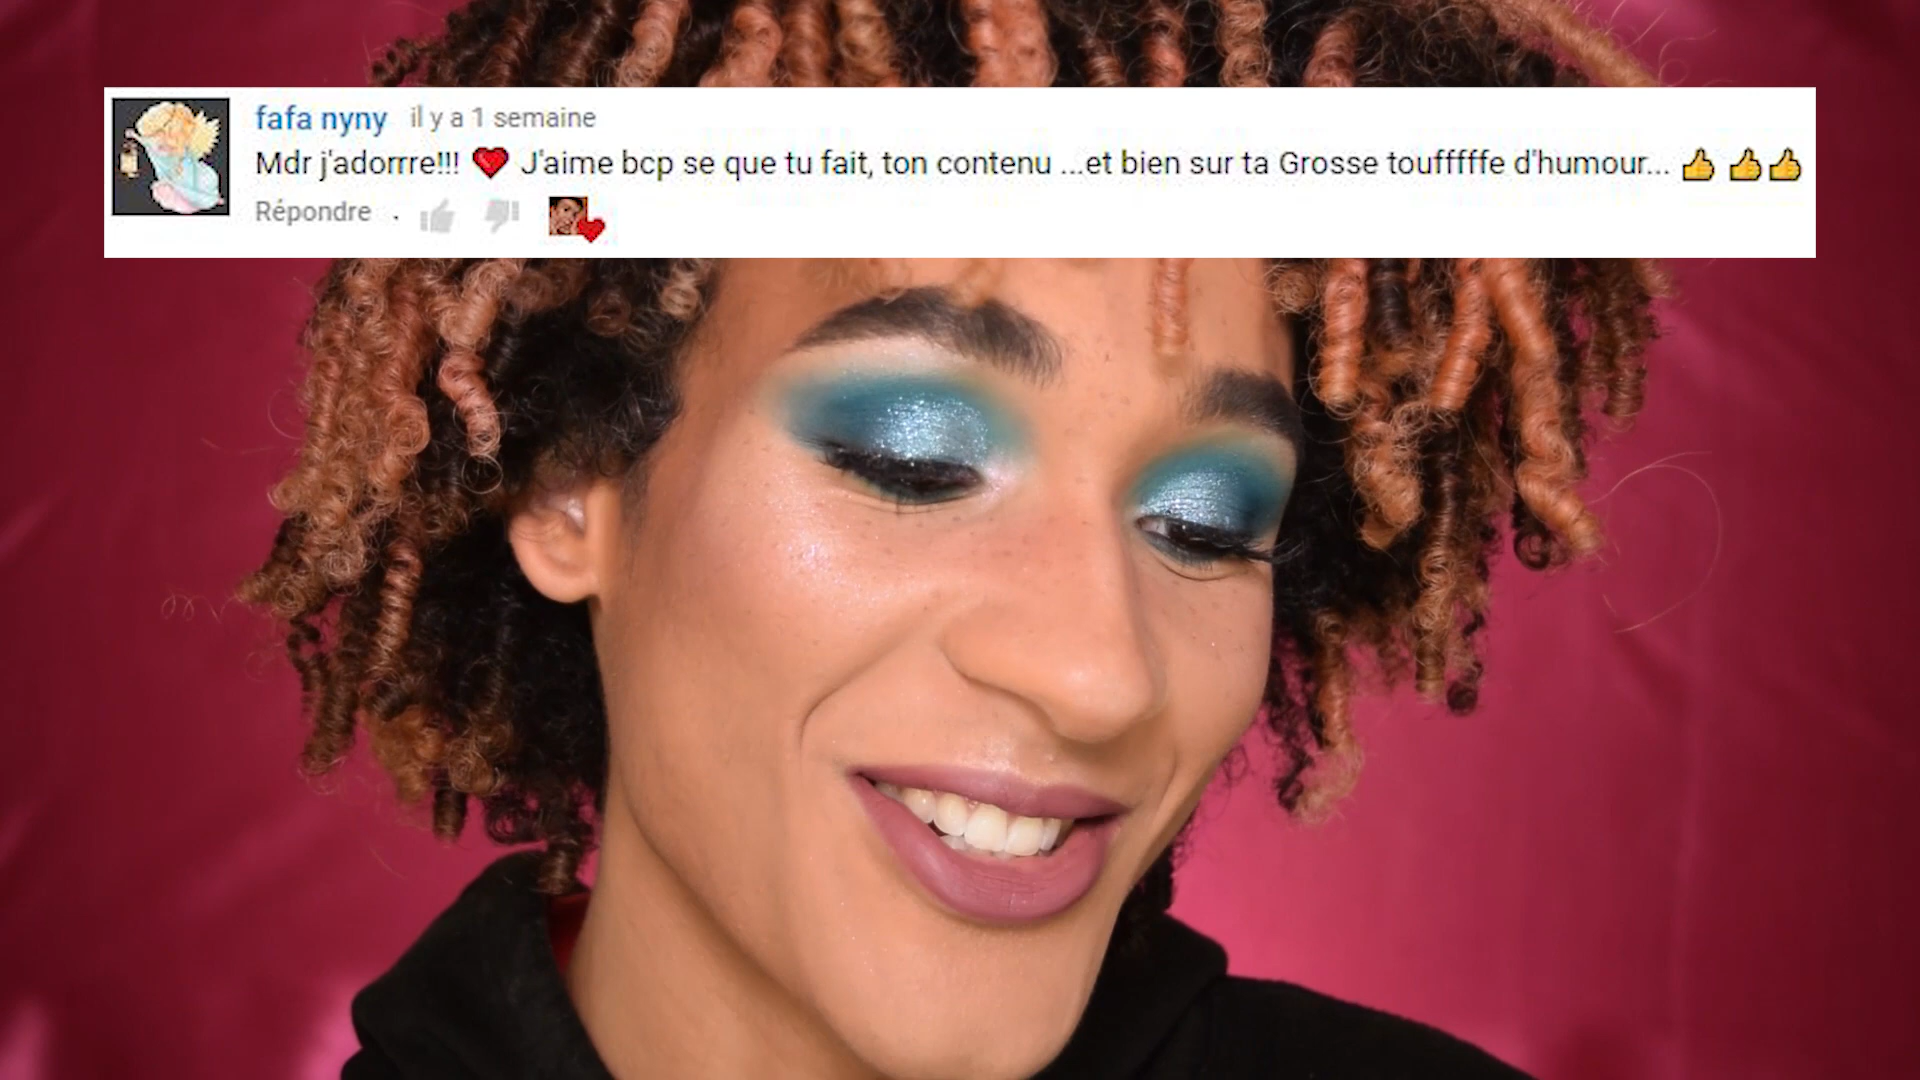 fafa nyny il y a 1 semaine
Mdr j'adorrre!!! ❤ J'aime bcp se que tu fait, ton contenu ...et bien sur ta Grosse toufffffe d'humour... 👍 👍👍
Répondre .